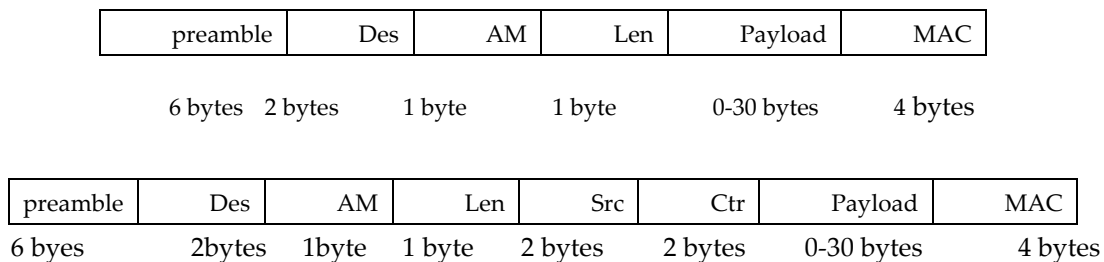 preamble Des AM Len Payload MAC
6 bytes 2 bytes 1 byte 1 byte 0-30 bytes 4 bytes
preamble Des AM Len Src Ctr Payload MAC
6 byes 2bytes 1byte 1 byte 2 bytes 2 bytes 0-30 bytes 4 bytes